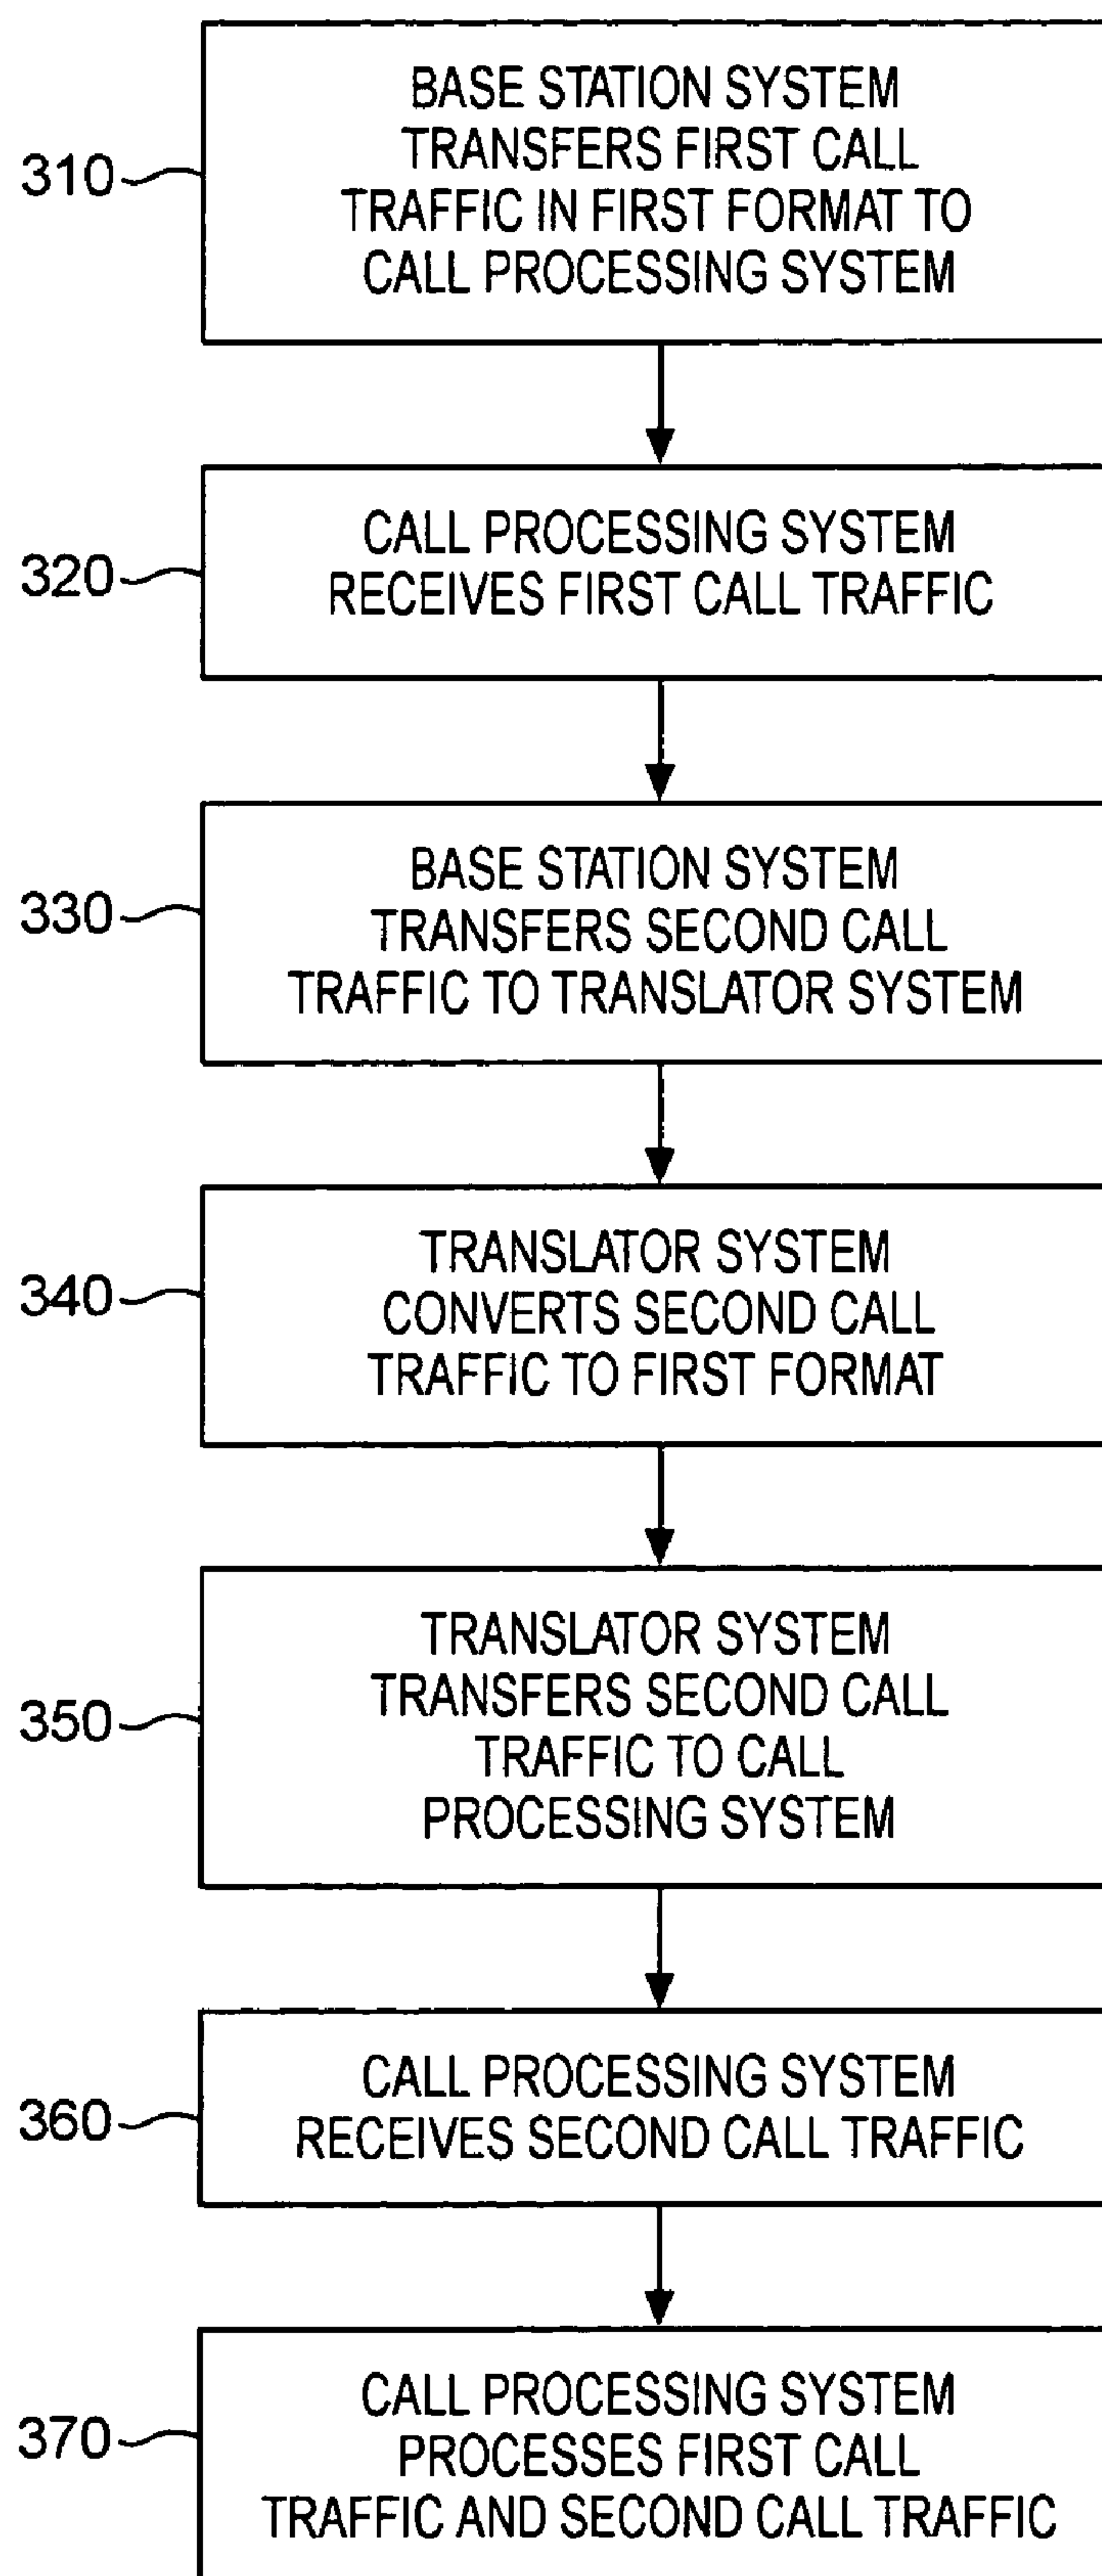 310
BASE STATION SYSTEM
TRANSFERS FIRST CALL
TRAFFIC IN FIRST FORMAT TO
CALL PROCESSING SYSTEM
320
CALL PROCESSING SYSTEM
RECEIVES FIRST CALL TRAFFIC
330
BASE STATION SYSTEM
TRANSFERS SECOND CALL
TRAFFIC TO TRANSLATOR SYSTEM
340
TRANSLATOR SYSTEM
CONVERTS SECOND CALL
TRAFFIC TO FIRST FORMAT
350
TRANSLATOR SYSTEM
TRANSFERS SECOND CALL
TRAFFIC TO CALL
PROCESSING SYSTEM
360
CALL PROCESSING SYSTEM
RECEIVES SECOND CALL TRAFFIC
370
CALL PROCESSING SYSTEM
PROCESSES FIRST CALL
TRAFFIC AND SECOND CALL TRAFFIC